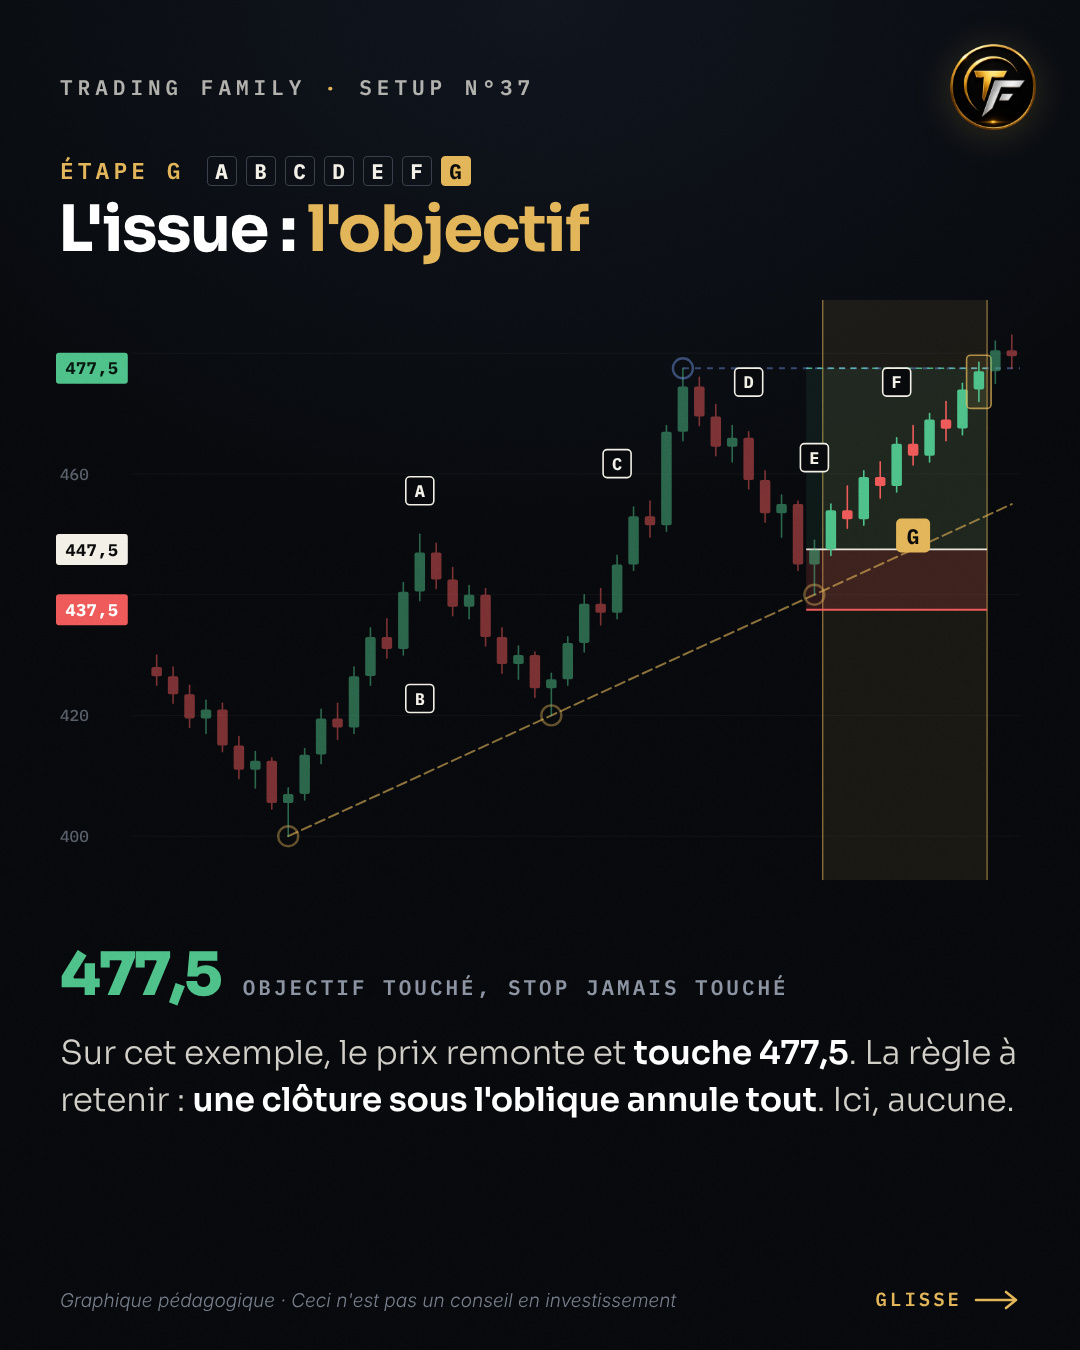 TRADING FAMILY · SETUP N°37
TF
ÉTAPE G A B C D E F G
L'issue : l'objectif
477,5
D
F
E
C
460
A
G
447,5
437,5
B
420
400
477,5 OBJECTIF TOUCHÉ, STOP JAMAIS TOUCHÉ
Sur cet exemple, le prix remonte et touche 477,5. La règle à
retenir : une clôture sous l'oblique annule tout. Ici, aucune.
Graphique pédagogique · Ceci n'est pas un conseil en investissement
GLISSE